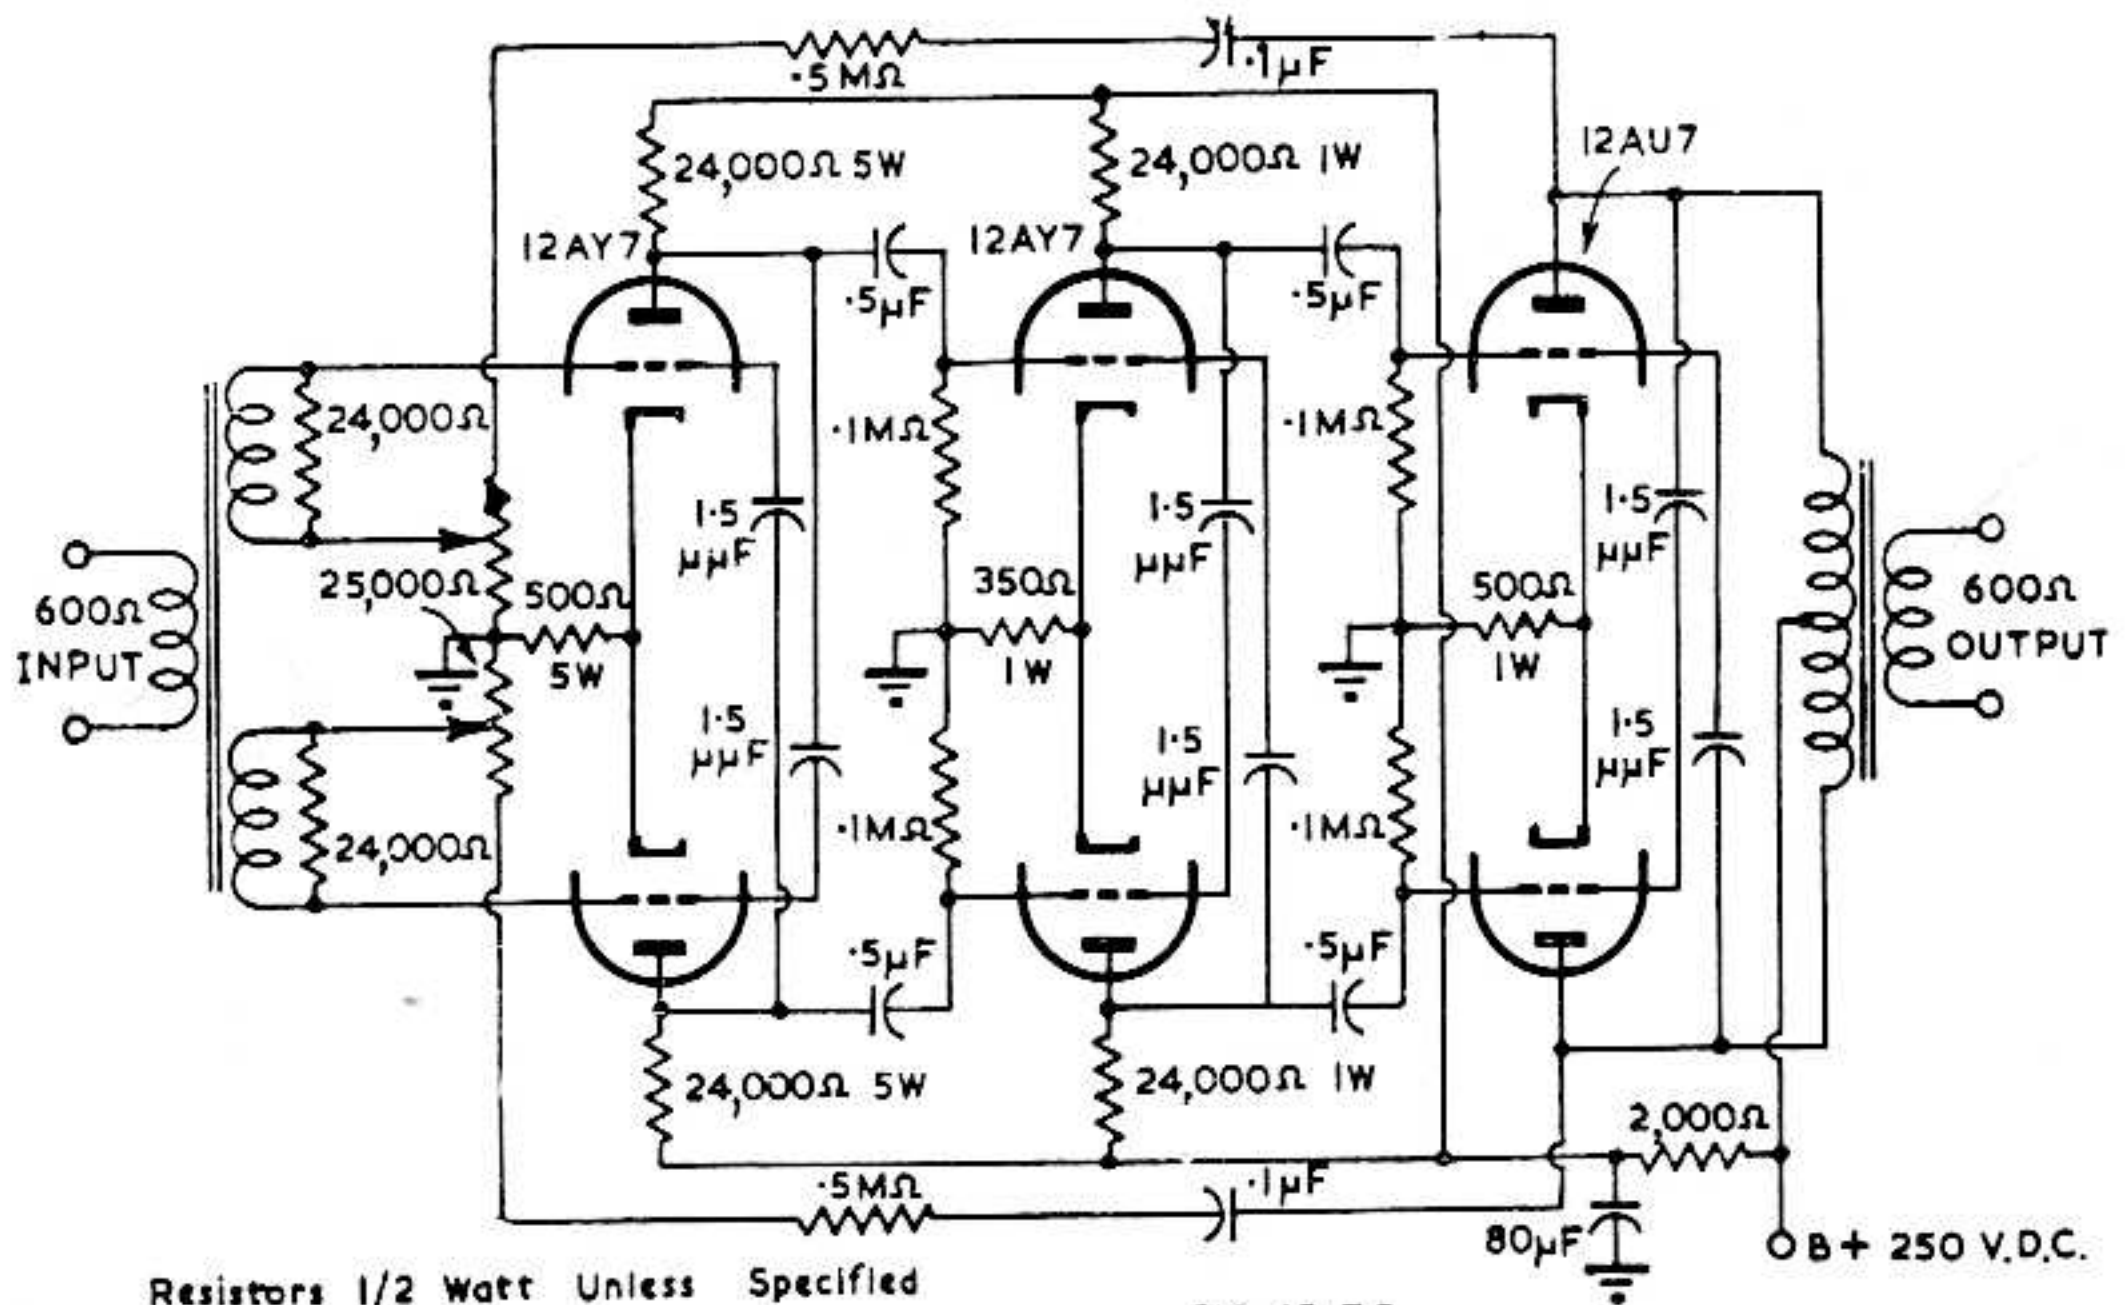 .5MΩ
.1µF
24,000Ω 5W
24,000Ω 1W
12AU7
12AY7
12AY7
.5µF
.5µF
24,000Ω
.1MΩ
.1MΩ
1.5
µµF
1.5
µµF
1.5
µµF
600Ω
INPUT
25,000Ω
500Ω
5W
350Ω
1W
500Ω
1W
600Ω
OUTPUT
1.5
µµF
1.5
µµF
1.5
µµF
24,000Ω
.1MΩ
.1MΩ
.5µF
.5µF
24,000Ω 5W
24,000Ω 1W
2,000Ω
.5MΩ
.1µF
80µF
B+ 250 V.D.C.
Resistors 1/2 Watt Unless Specified